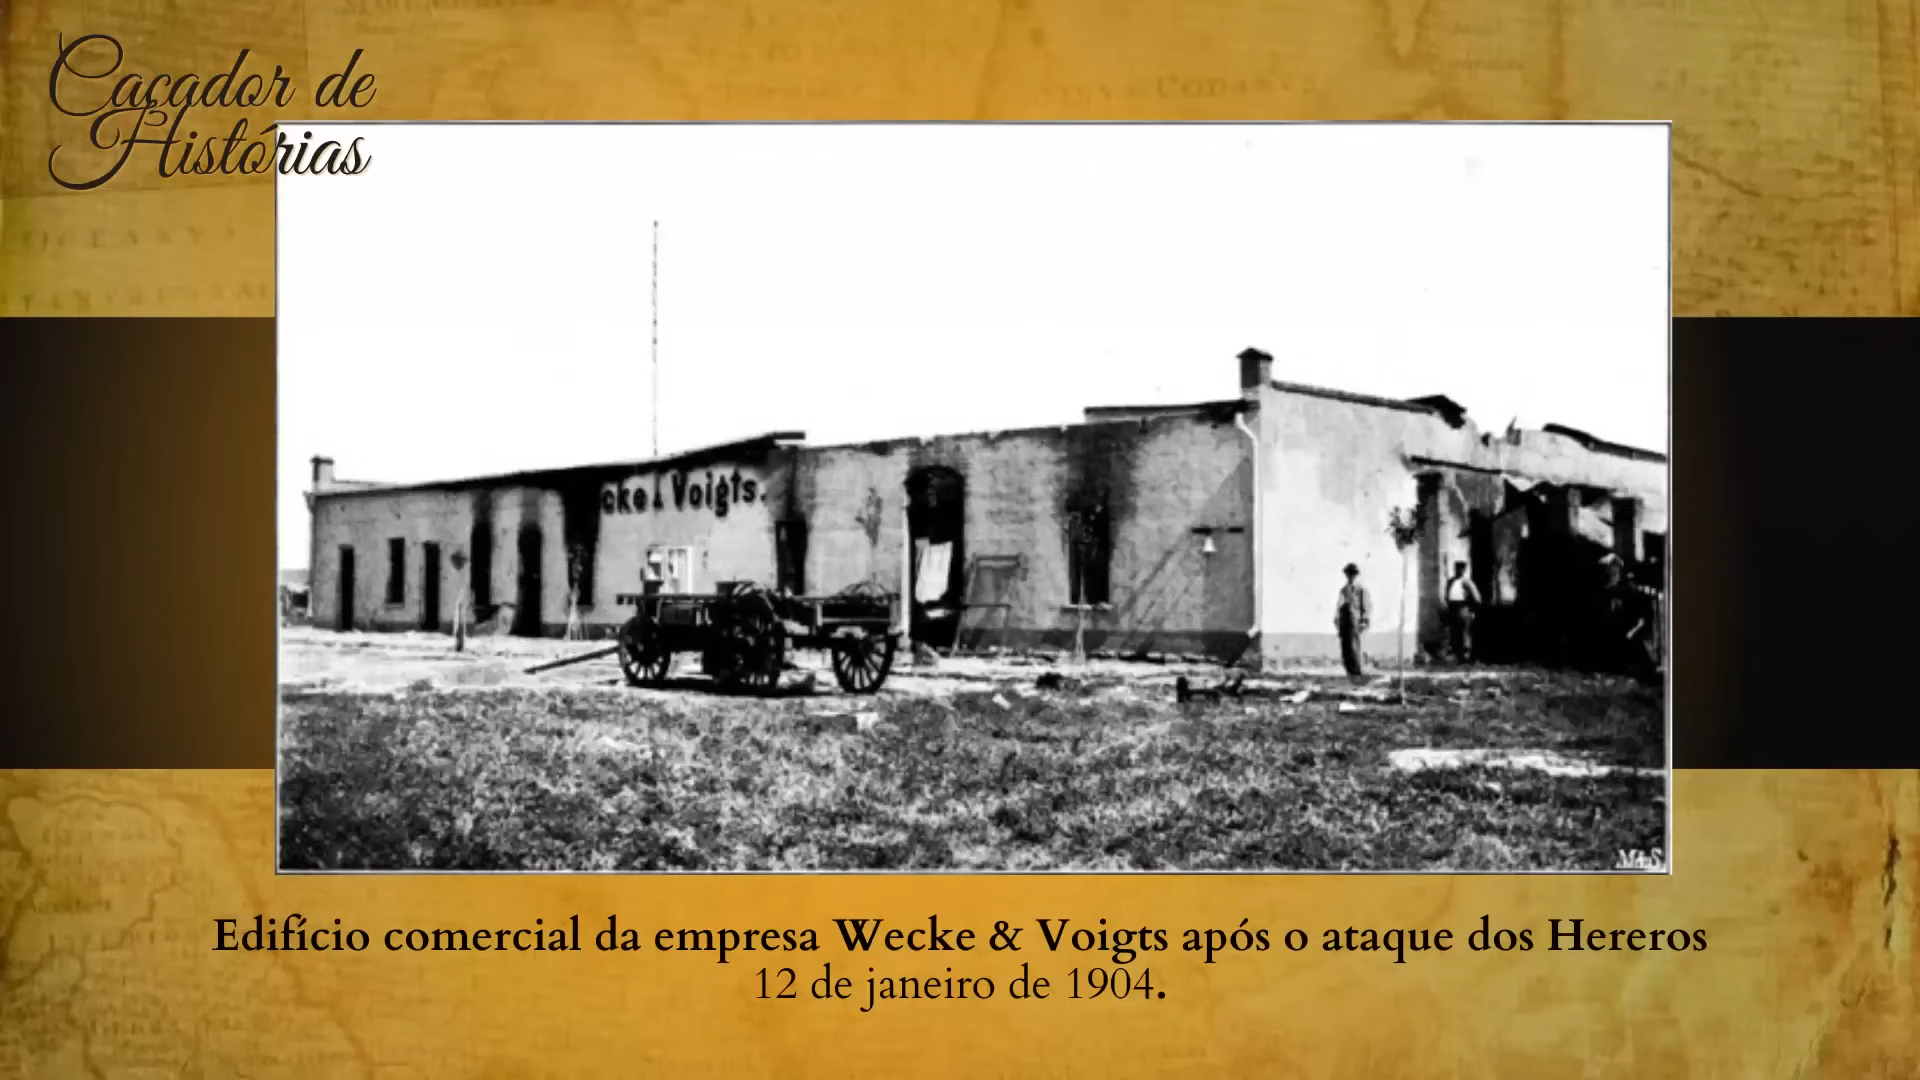 Caçador de
Histórias
cke & Voigts.
M&S
Edifício comercial da empresa Wecke & Voigts após o ataque dos Hereros
12 de janeiro de 1904.